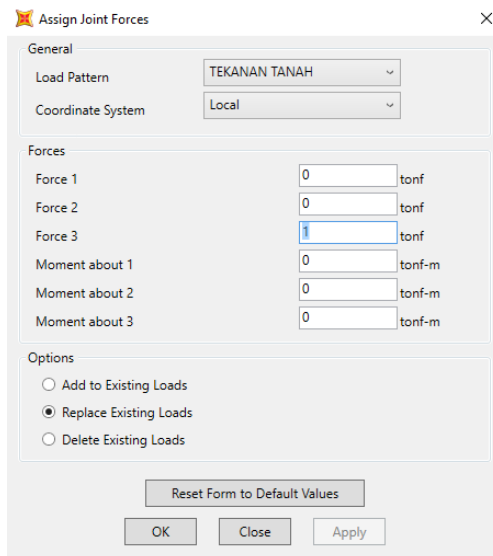 Assign Joint Forces
General
Load Pattern TEKANAN TANAH
Coordinate System Local
Forces
Force 1 0 tonf
Force 2 0 tonf
Force 3 1 tonf
Moment about 1 0 tonf-m
Moment about 2 0 tonf-m
Moment about 3 0 tonf-m
Options
Add to Existing Loads
Replace Existing Loads
Delete Existing Loads
Reset Form to Default Values
OK Close Apply